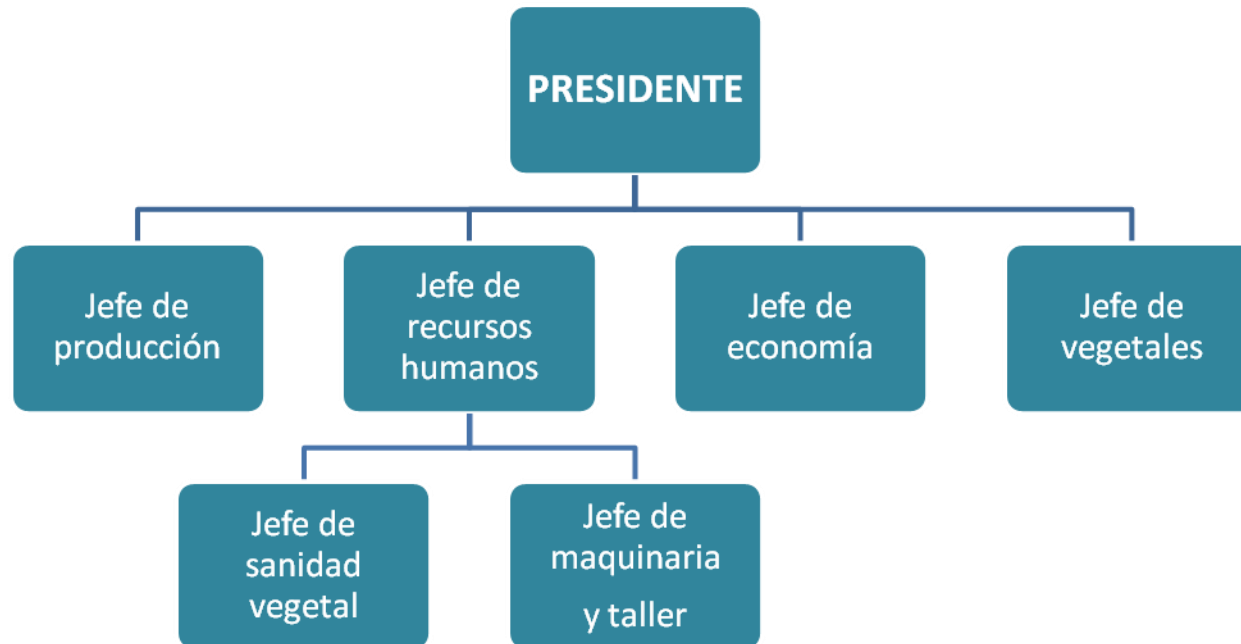 PRESIDENTE
Jefe de
producción
Jefe de
recursos
humanos
Jefe de
economía
Jefe de
vegetales
Jefe de
sanidad
vegetal
Jefe de
maquinaria
y taller